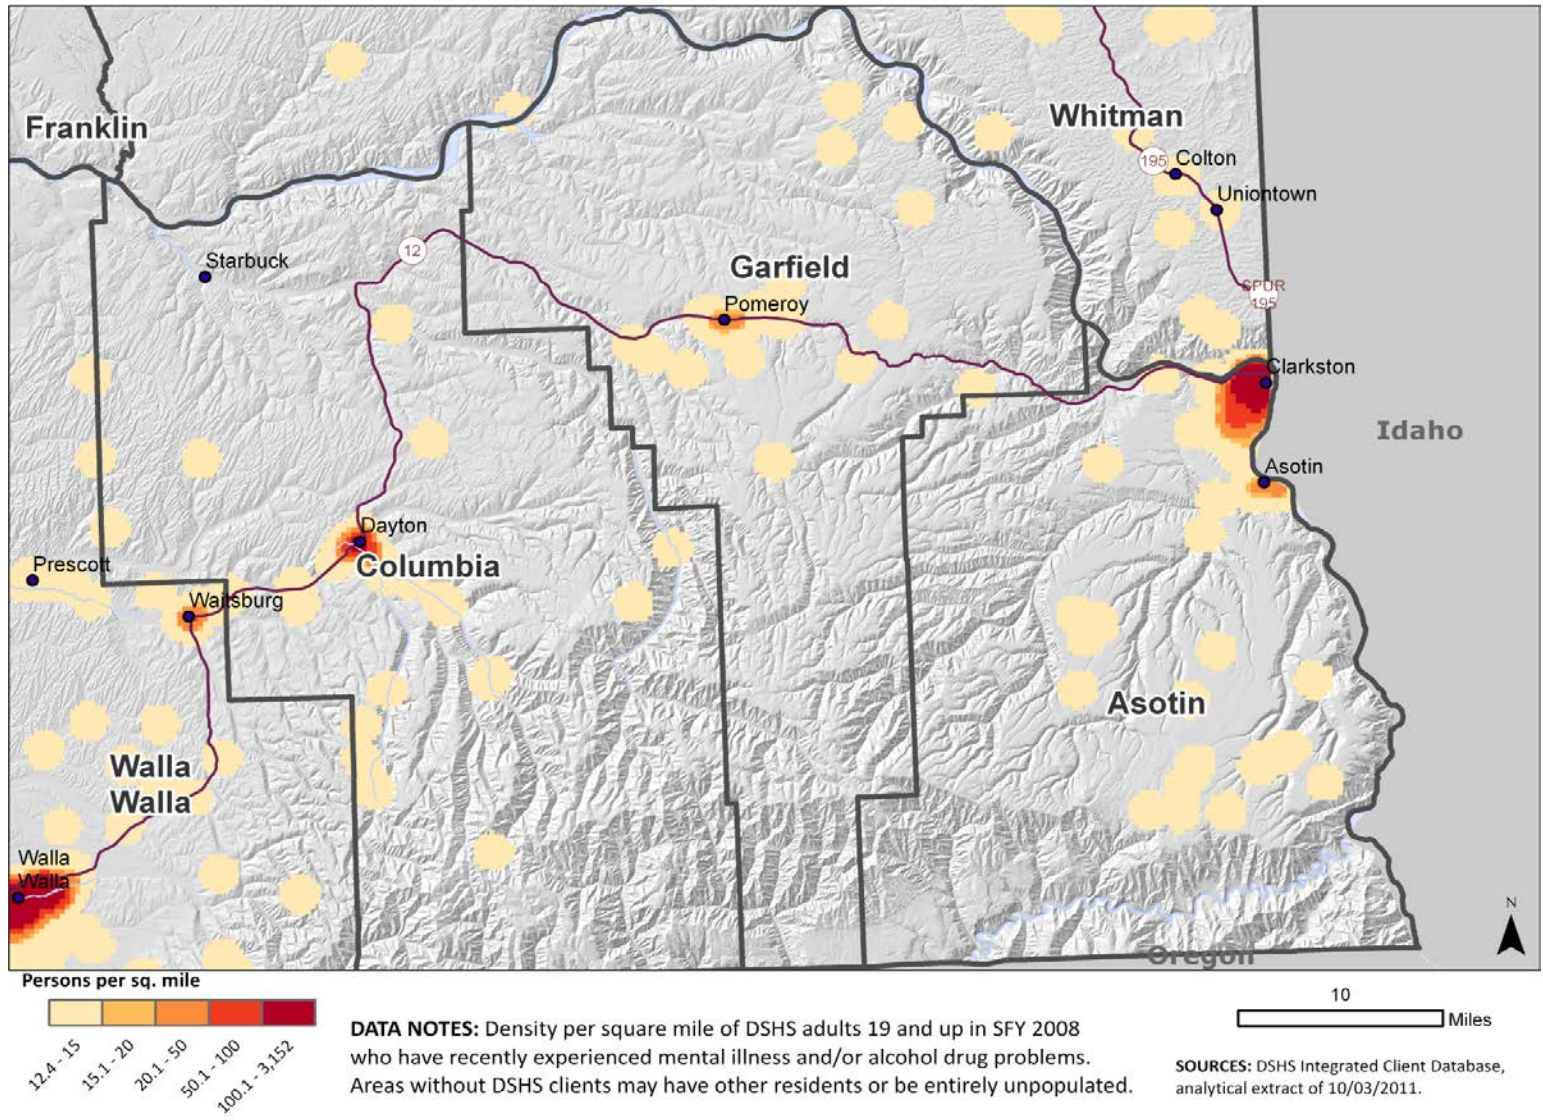 Franklin
Whitman
195
Colton
Uniontown
Starbuck
12
Garfield
SPUR
195
Pomeroy
Clarkston
Idaho
Asotin
Dayton
Columbia
Prescott
Waitsburg
Asotin
Walla
Walla
Walla
Walla
N
Oregon
Persons per sq. mile
12.4 - 15
15.1 - 20
20.1 - 50
50.1 - 100
100.1 - 3,152
DATA NOTES: Density per square mile of DSHS adults 19 and up in SFY 2008
who have recently experienced mental illness and/or alcohol drug problems.
Areas without DSHS clients may have other residents or be entirely unpopulated.
10
Miles
SOURCES: DSHS Integrated Client Database,
analytical extract of 10/03/2011.